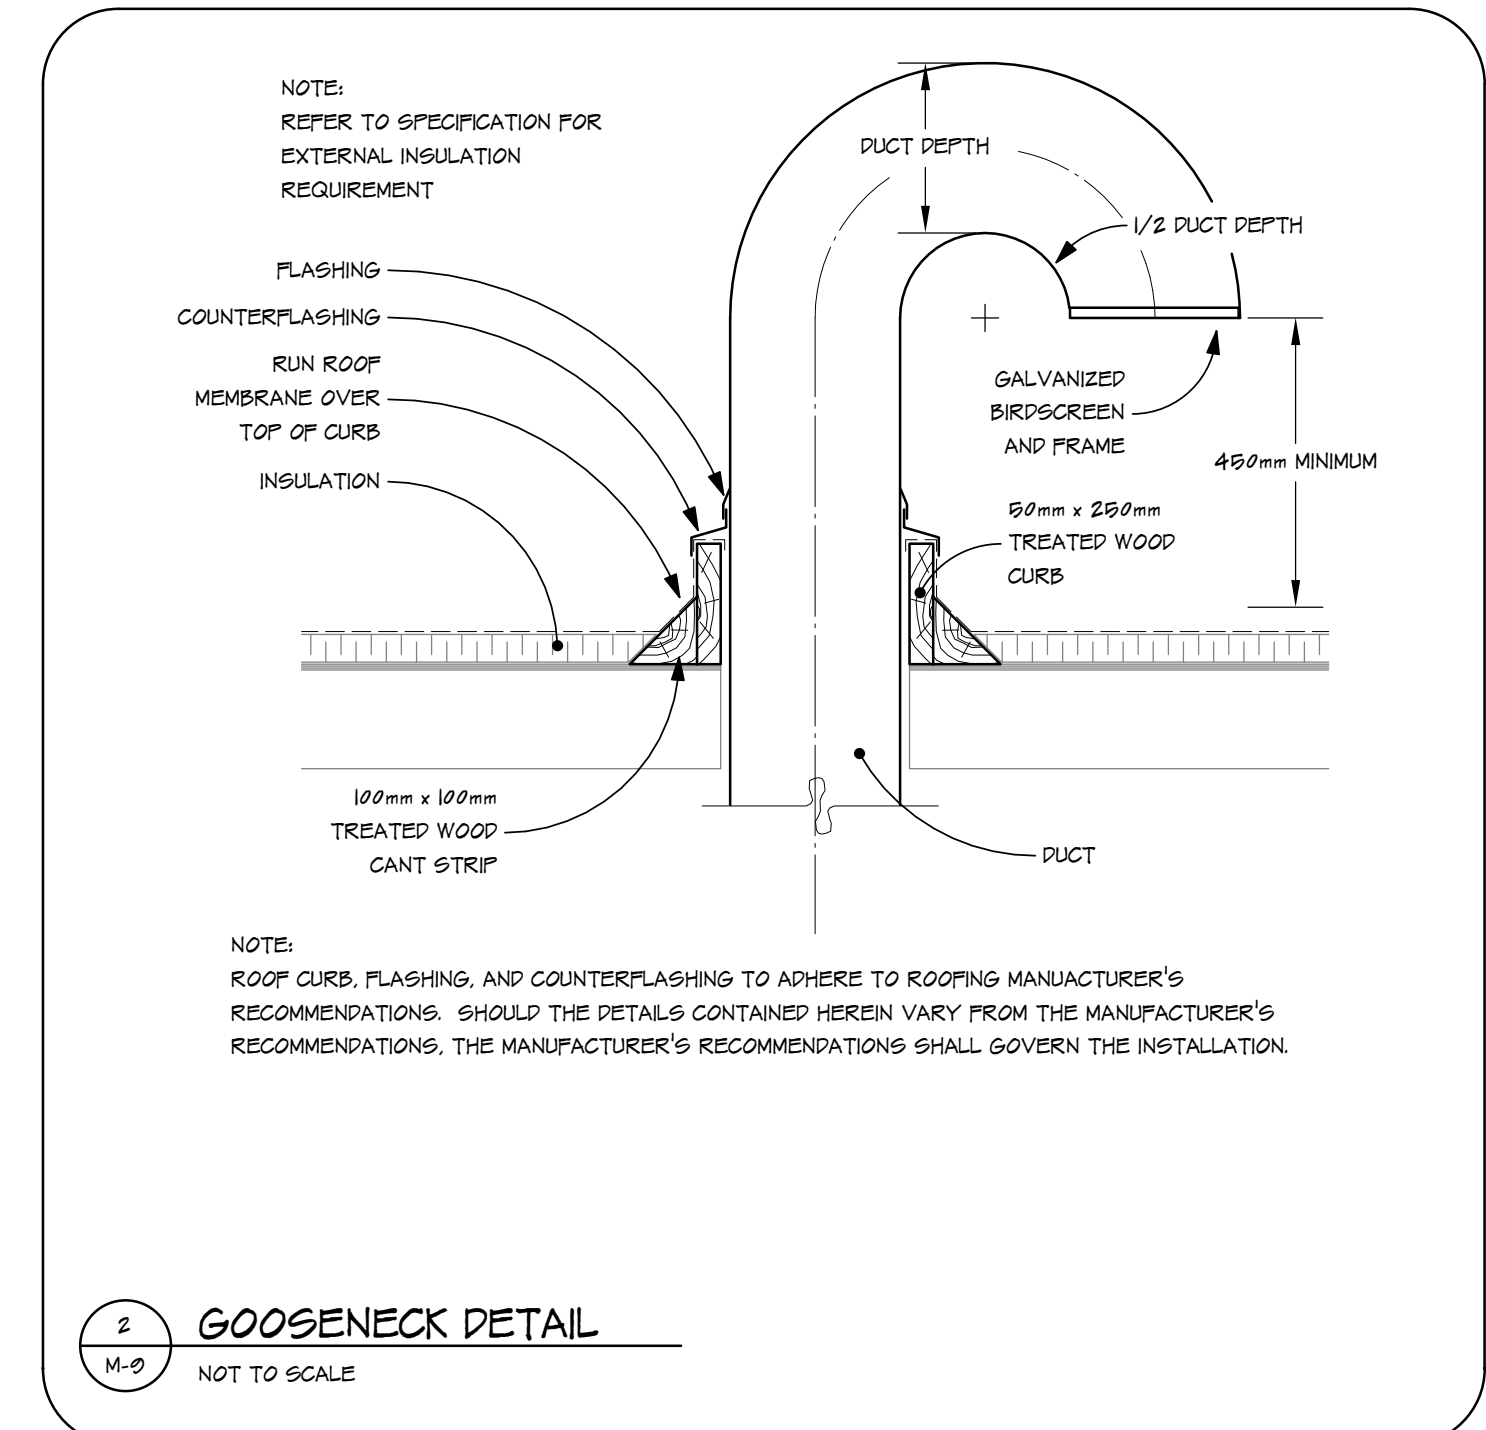 NOTE:
REFER TO SPECIFICATION FOR
EXTERNAL INSULATION
REQUIREMENT
DUCT DEPTH
1/2 DUCT DEPTH
FLASHING
COUNTERFLASHING
RUN ROOF
MEMBRANE OVER
TOP OF CURB
INSULATION
GALVANIZED
BIRDSCREEN
AND FRAME
450mm MINIMUM
50mm x 250mm
TREATED WOOD
CURB
100mm x 100mm
TREATED WOOD
CANT STRIP
DUCT
NOTE:
ROOF CURB, FLASHING, AND COUNTERFLASHING TO ADHERE TO ROOFING MANUACTURER'S
RECOMMENDATIONS.  SHOULD THE DETAILS CONTAINED HEREIN VARY FROM THE MANUFACTURER'S
RECOMMENDATIONS, THE MANUFACTURER'S RECOMMENDATIONS SHALL GOVERN THE INSTALLATION.
2
M-9
GOOSENECK DETAIL
NOT TO SCALE